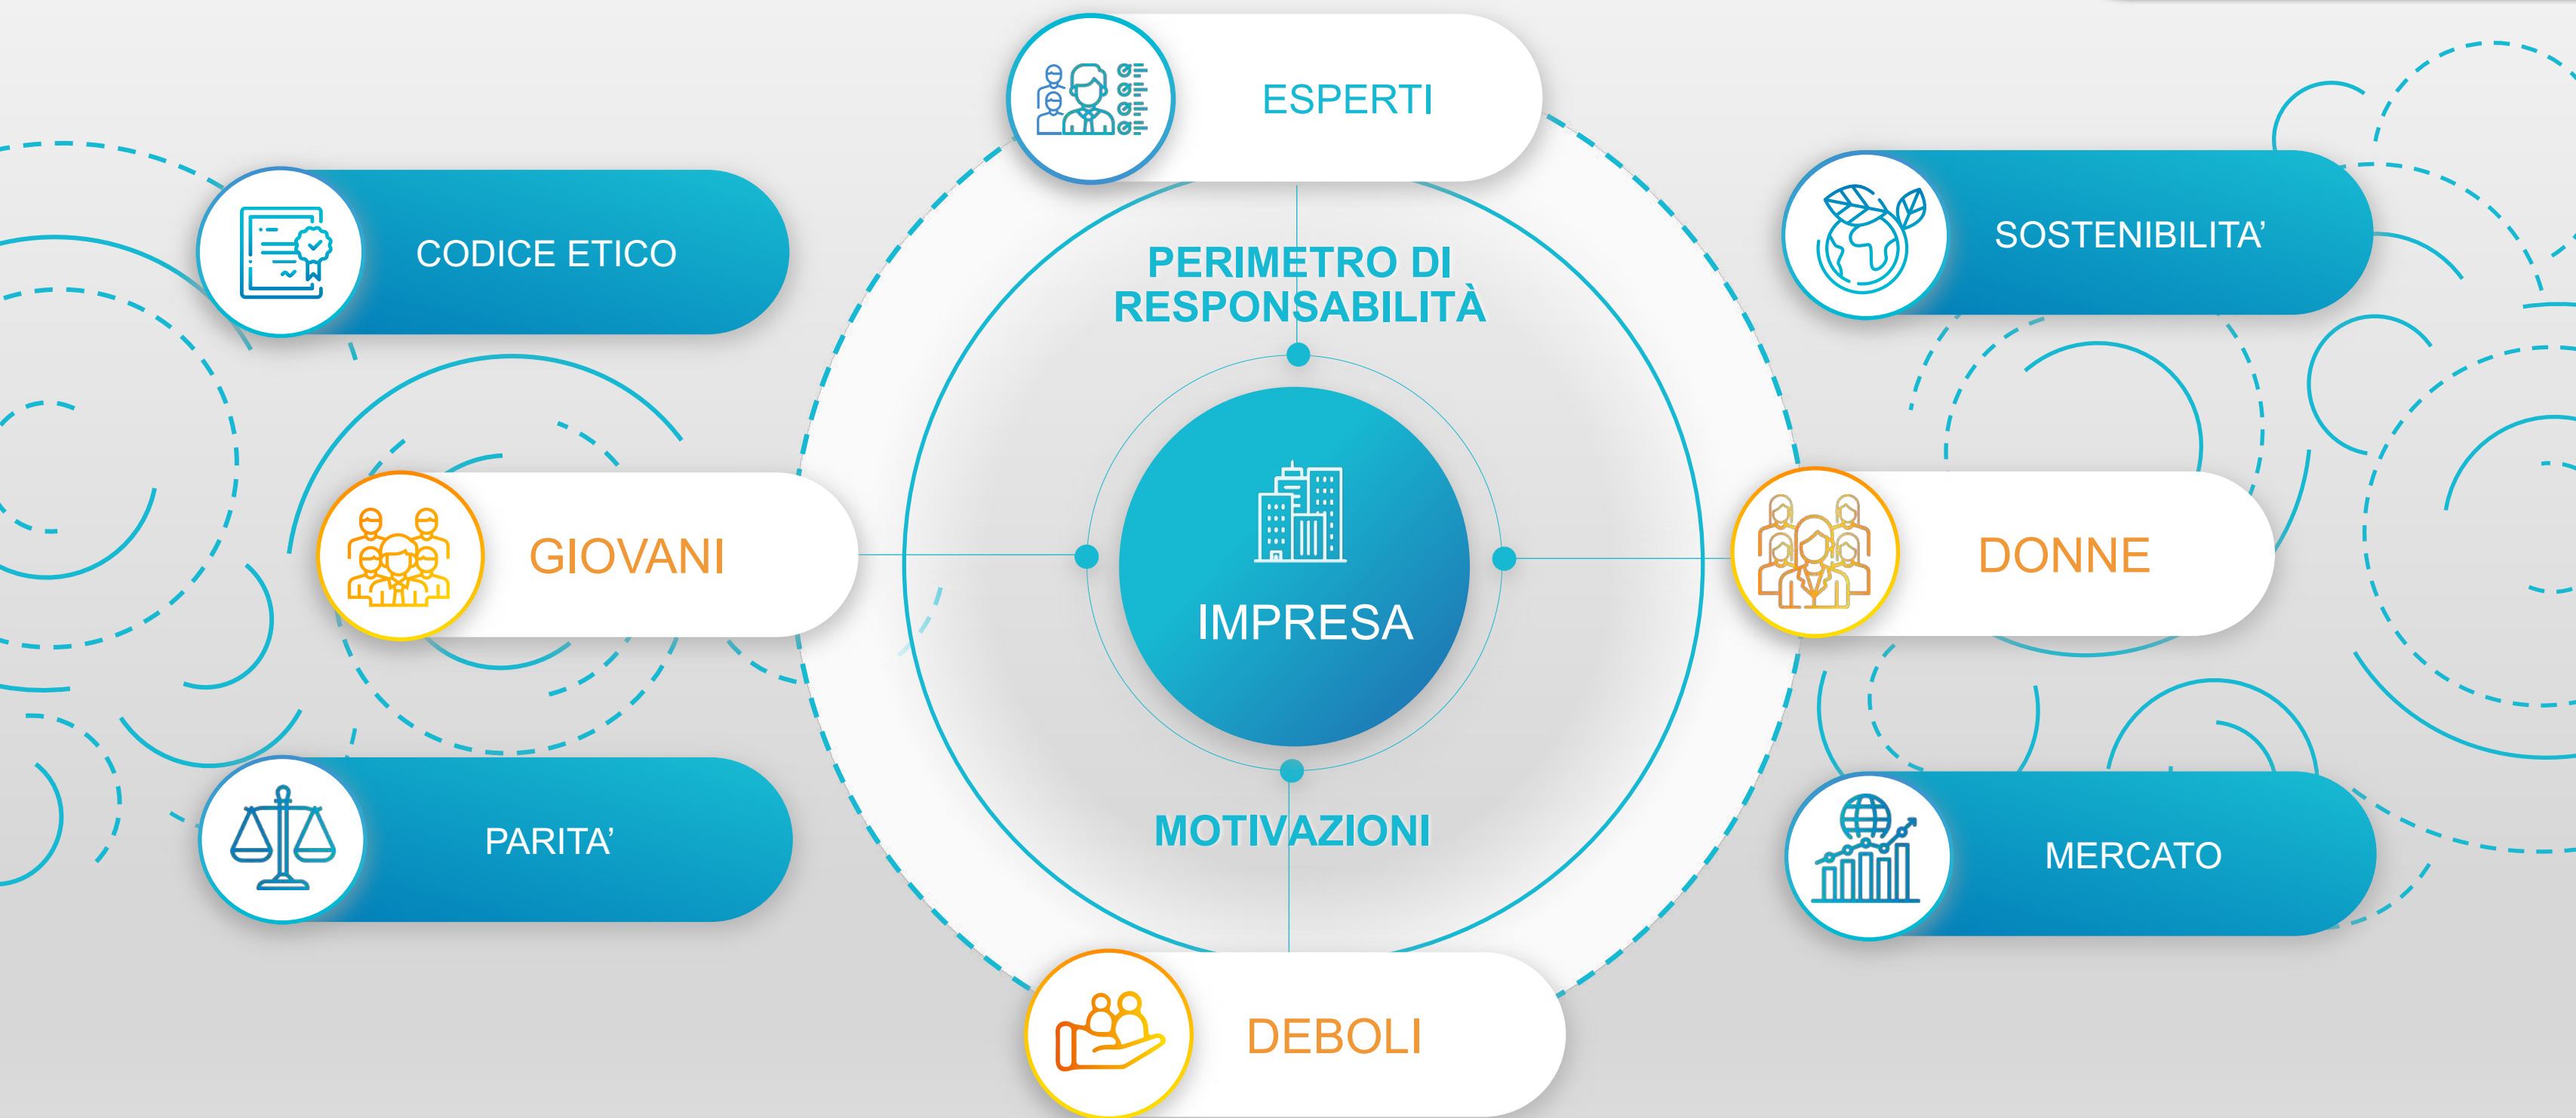 ESPERTI
CODICE ETICO
SOSTENIBILITA’
PERIMETRO DI
RESPONSABILITÀ
GIOVANI
IMPRESA
DONNE
PARITA’
MOTIVAZIONI
MERCATO
DEBOLI